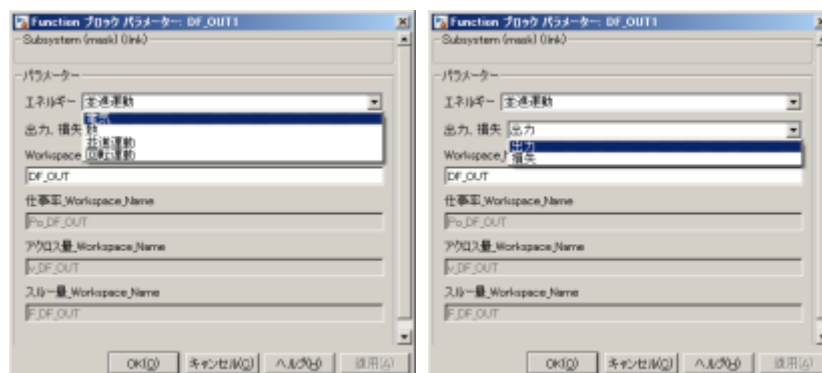 Function ブロック パラメーター: DF_OUT1
Subsystem (mask) (link)
パラメーター
エネルギー 並進運動
電気
出力, 損失 熱
並進運動
Workspace 回転運動
DF_OUT
仕事率_Workspace_Name
Po_DF_OUT
アクロス量_Workspace_Name
v_DF_OUT
スルー量_Workspace_Name
F_DF_OUT
OK(O) キャンセル(C) ヘルプ(H) 適用(A)
Function ブロック パラメーター: DF_OUT1
Subsystem (mask) (link)
パラメーター
エネルギー 並進運動
出力, 損失 出力
出力
Workspace_N 損失
DF_OUT
仕事率_Workspace_Name
Po_DF_OUT
アクロス量_Workspace_Name
v_DF_OUT
スルー量_Workspace_Name
F_DF_OUT
OK(O) キャンセル(C) ヘルプ(H) 適用(A)